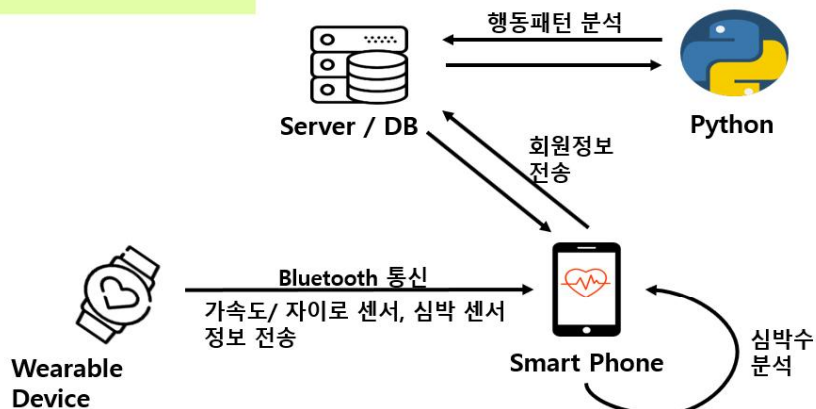 행동패턴 분석
Server / DB
Python
회원정보
전송
Bluetooth 통신
가속도/ 자이로 센서, 심박 센서
정보 전송
Wearable
Device
Smart Phone
심박수
분석